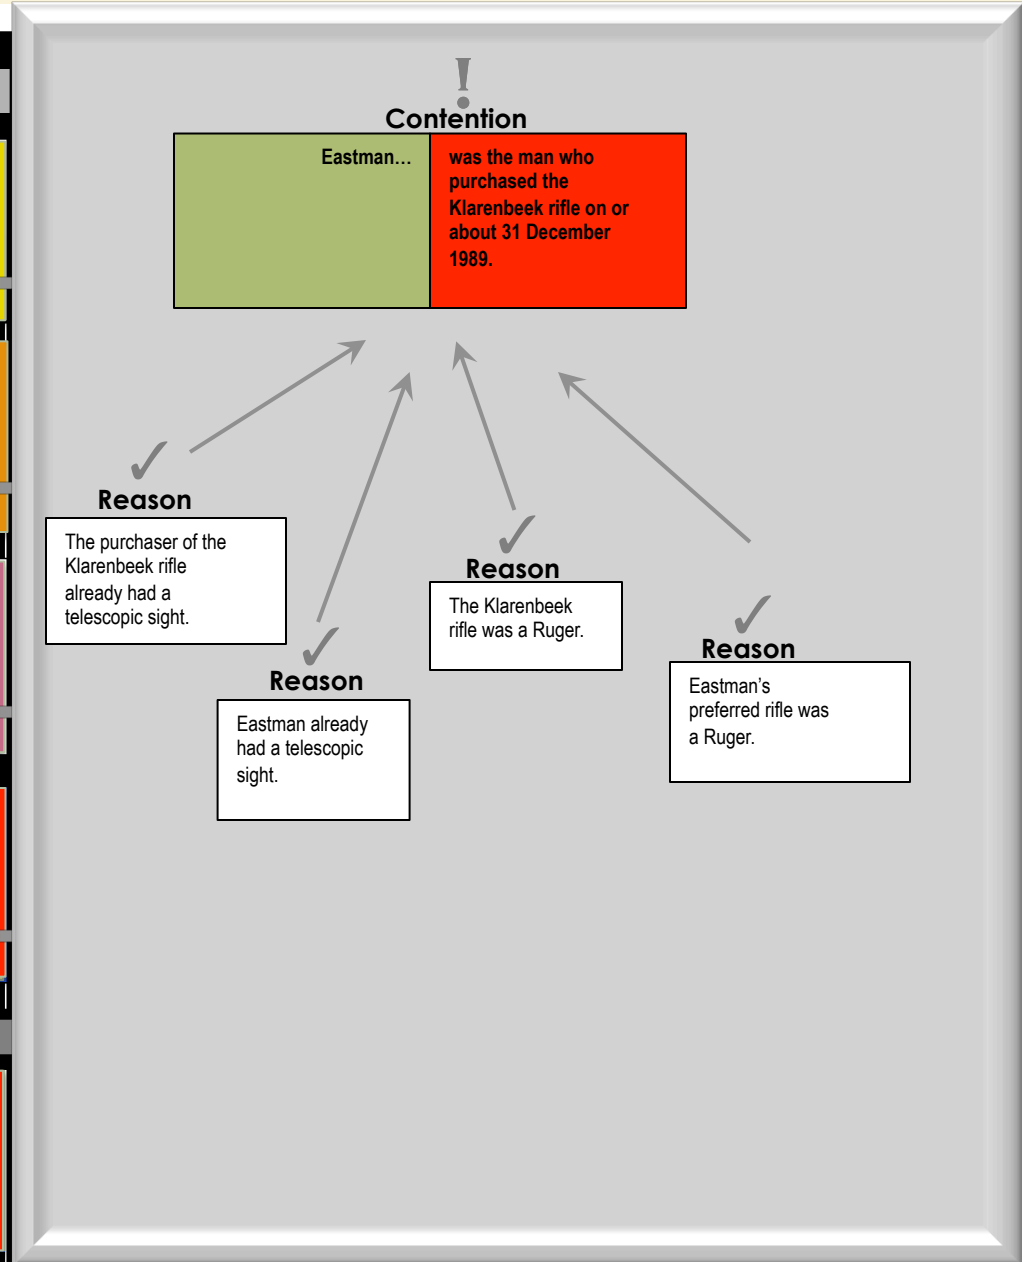 !
Contention
Eastman…
was the man who
purchased the
Klarenbeek rifle on or
about 31 December
1989.
Reason
The purchaser of the
Klarenbeek rifle
already had a
telescopic sight.
Reason
Eastman already
had a telescopic
sight.
Reason
The Klarenbeek
rifle was a Ruger.
Reason
Eastman’s
preferred rifle was
a Ruger.